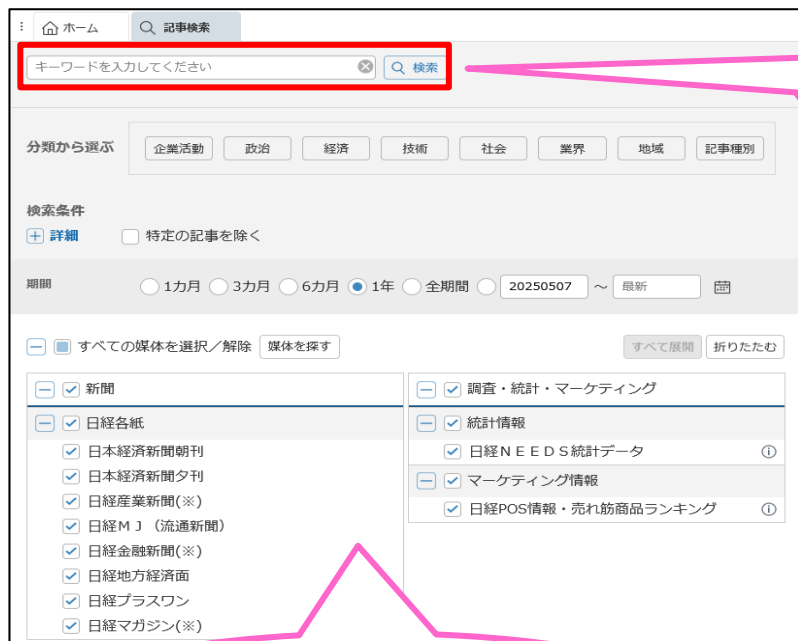 ホーム 記事検索
キーワードを入力してください 検索
分類から選ぶ 企業活動 政治 経済 技術 社会 業界 地域 記事種別
検索条件
詳細 特定の記事を除く
期間 1カ月 3カ月 6カ月 1年 全期間 20250507 ～ 最新
すべての媒体を選択／解除 媒体を探す すべて展開 折りたたむ
新聞
日経各紙
日本経済新聞朝刊
日本経済新聞夕刊
日経産業新聞(※)
日経ＭＪ（流通新聞）
日経金融新聞(※)
日経地方経済面
日経プラスワン
日経マガジン(※)
調査・統計・マーケティング
統計情報
日経ＮＥＥＤＳ統計データ
マーケティング情報
日経POS情報・売れ筋商品ランキング